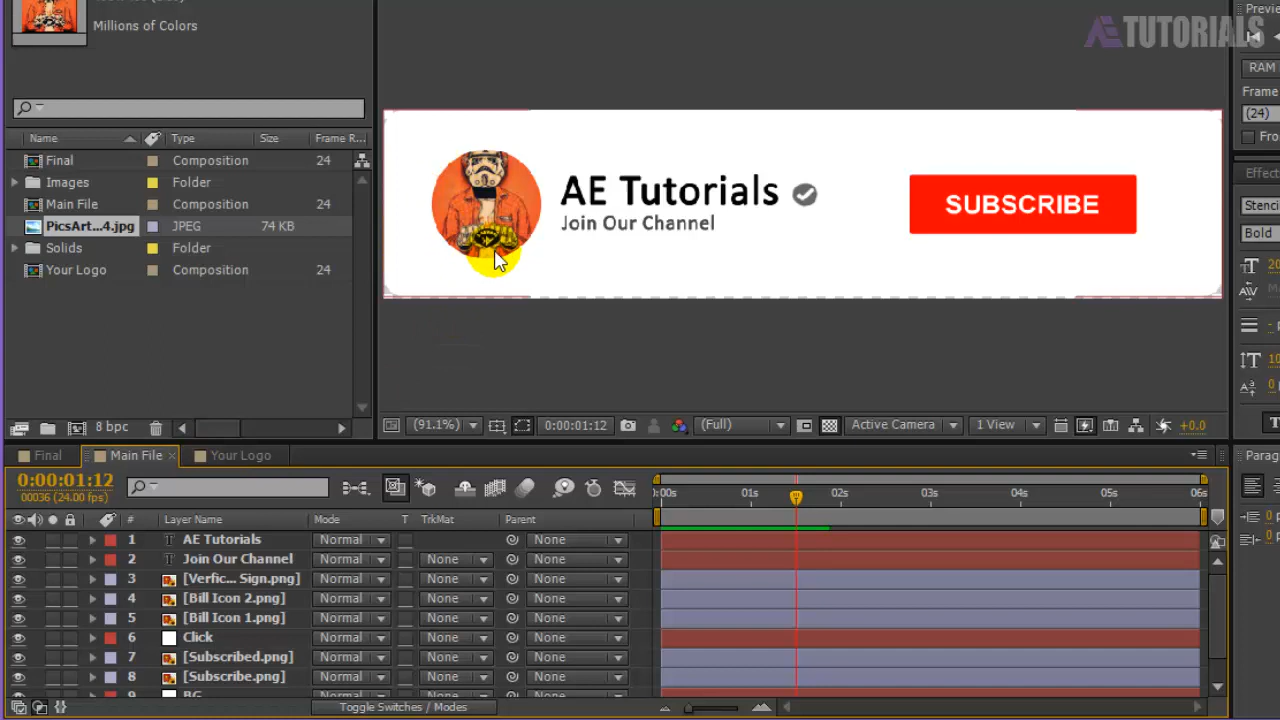 Millions of Colors
AE TUTORIALS
Previe
RAM
Frame
(24)
Fro
Name Type Size Frame R...
Final Composition 24
Images Folder
Main File Composition 24
PicsArt...4.jpg JPEG 74 KB
Solids Folder
Your Logo Composition 24
AE Tutorials
Join Our Channel
SUBSCRIBE
Effect
Stenci
Bold
8 bpc
(91.1%) 0:00:01:12 (Full) Active Camera 1 View +0.0
Final Main File × Your Logo
Paragr
0:00:01:12
00036 (24.00 fps)
):00s 01s 02s 03s 04s 05s 06s
# Layer Name Mode T TrkMat Parent
1 T AE Tutorials Normal None
2 T Join Our Channel Normal None None
3 [Verfic... Sign.png] Normal None None
4 [Bill Icon 2.png] Normal None None
5 [Bill Icon 1.png] Normal None None
6 Click Normal None None
7 [Subscribed.png] Normal None None
8 [Subscribe.png] Normal None None
Toggle Switches / Modes